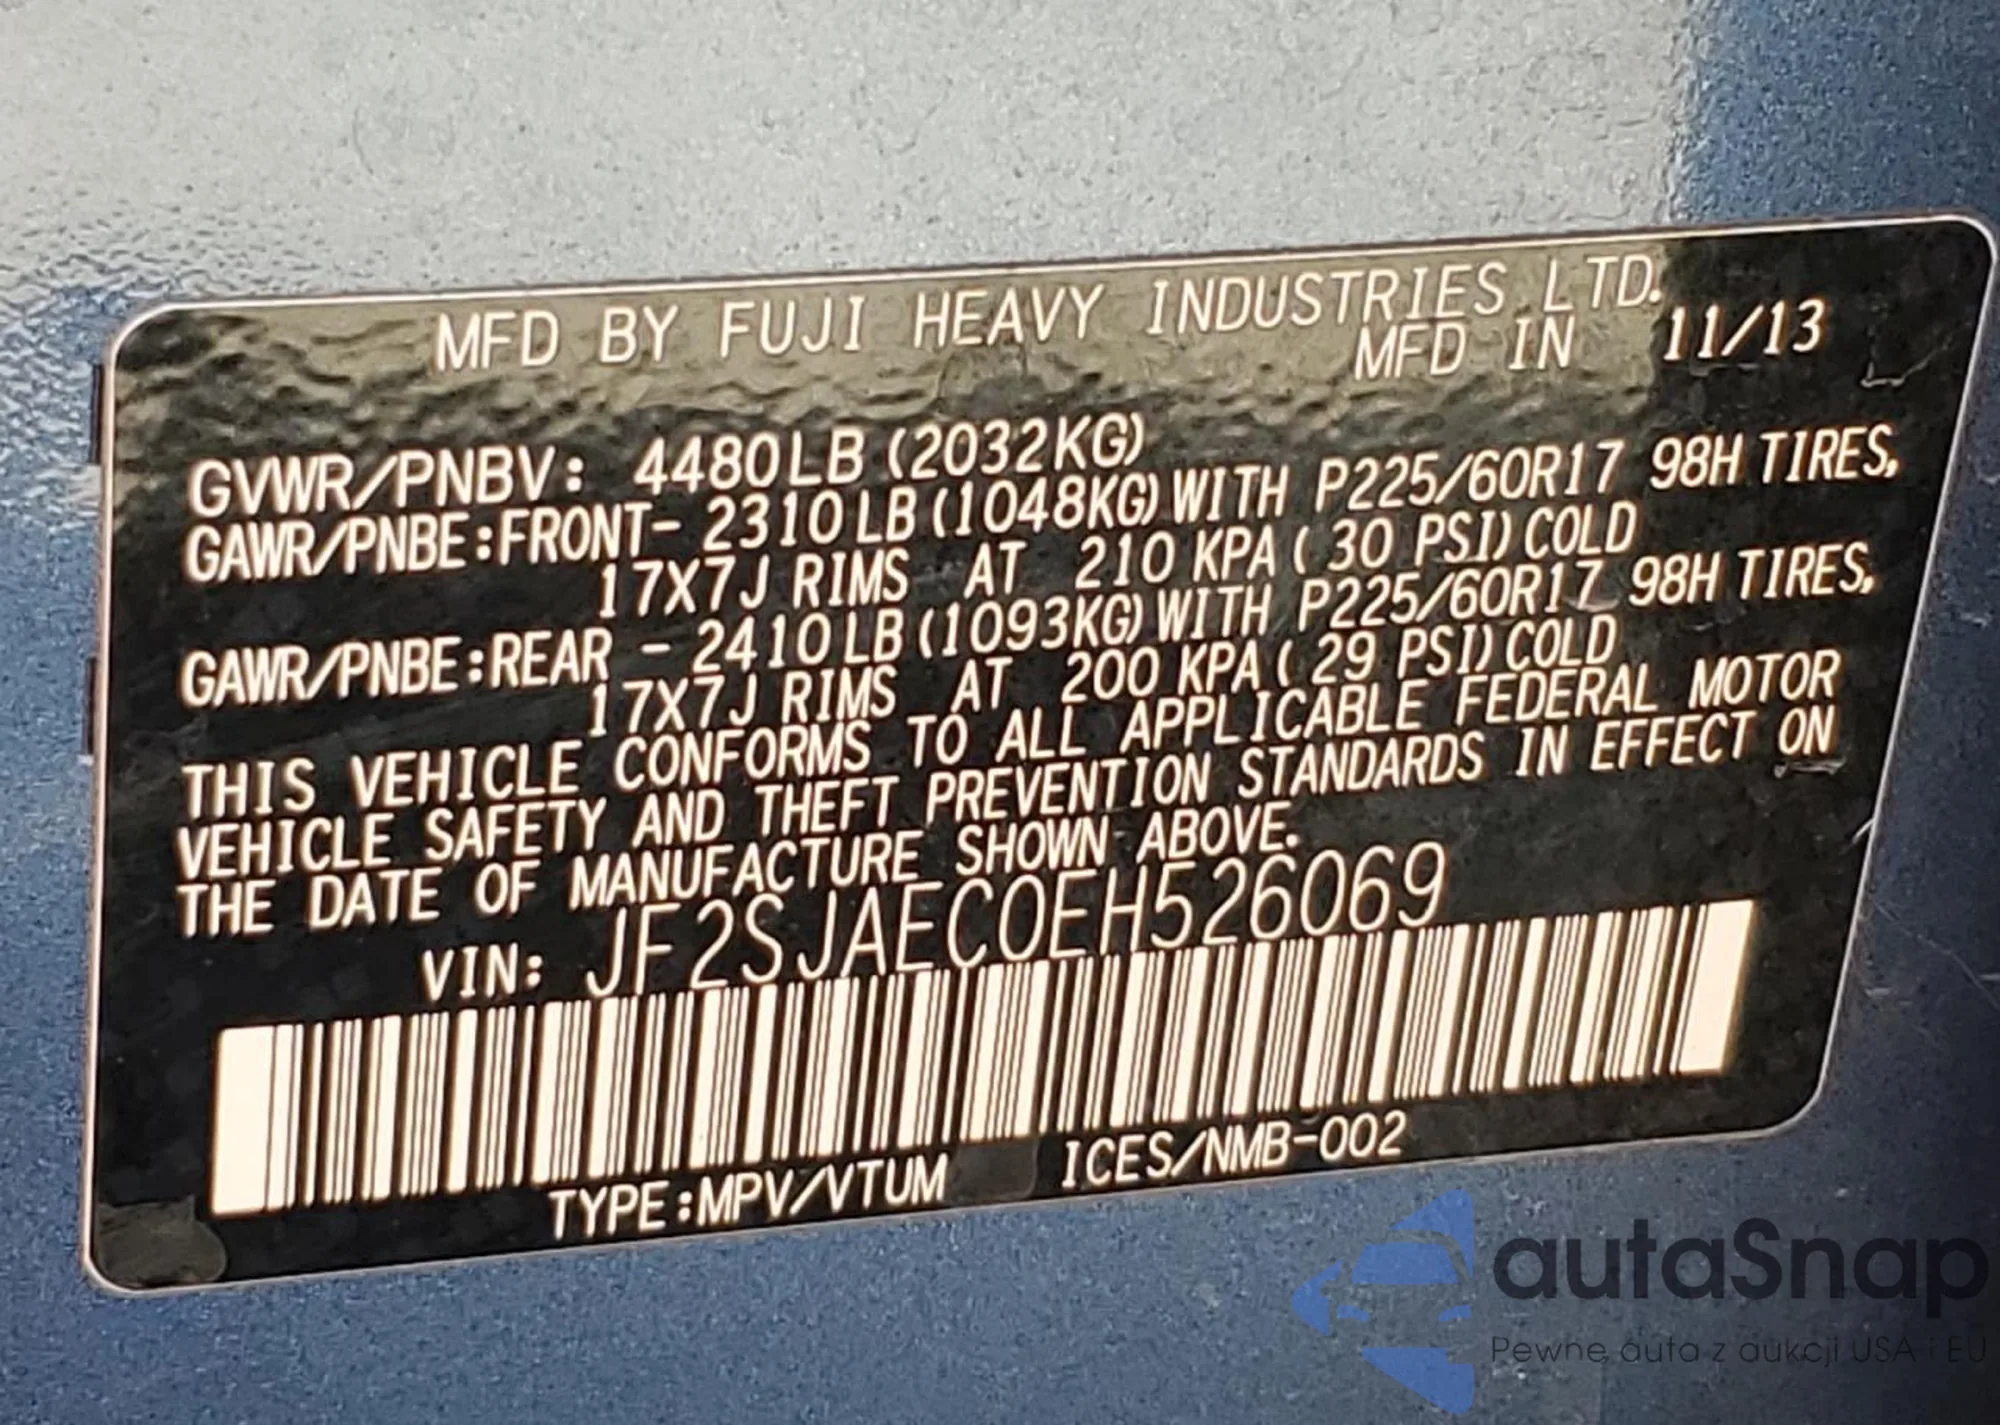 MFD BY FUJI HEAVY INDUSTRIES LTD.
MFD IN 11/13
GVWR/PNBV: 4480LB (2032KG)
GAWR/PNBE:FRONT- 2310LB (1048KG) WITH P225/60R17 98H TIRES,
17X7J RIMS AT 210 KPA ( 30 PSI) COLD
GAWR/PNBE:REAR - 2410LB (1093KG) WITH P225/60R17 98H TIRES,
17X7J RIMS AT 200 KPA ( 29 PSI) COLD
THIS VEHICLE CONFORMS TO ALL APPLICABLE FEDERAL MOTOR
VEHICLE SAFETY AND THEFT PREVENTION STANDARDS IN EFFECT ON
THE DATE OF MANUFACTURE SHOWN ABOVE.
VIN: JF2SJAEC0EH526069
TYPE:MPV/VTUM ICES/NMB-002
autaSnap
Pewne auta z aukcji USA i EU